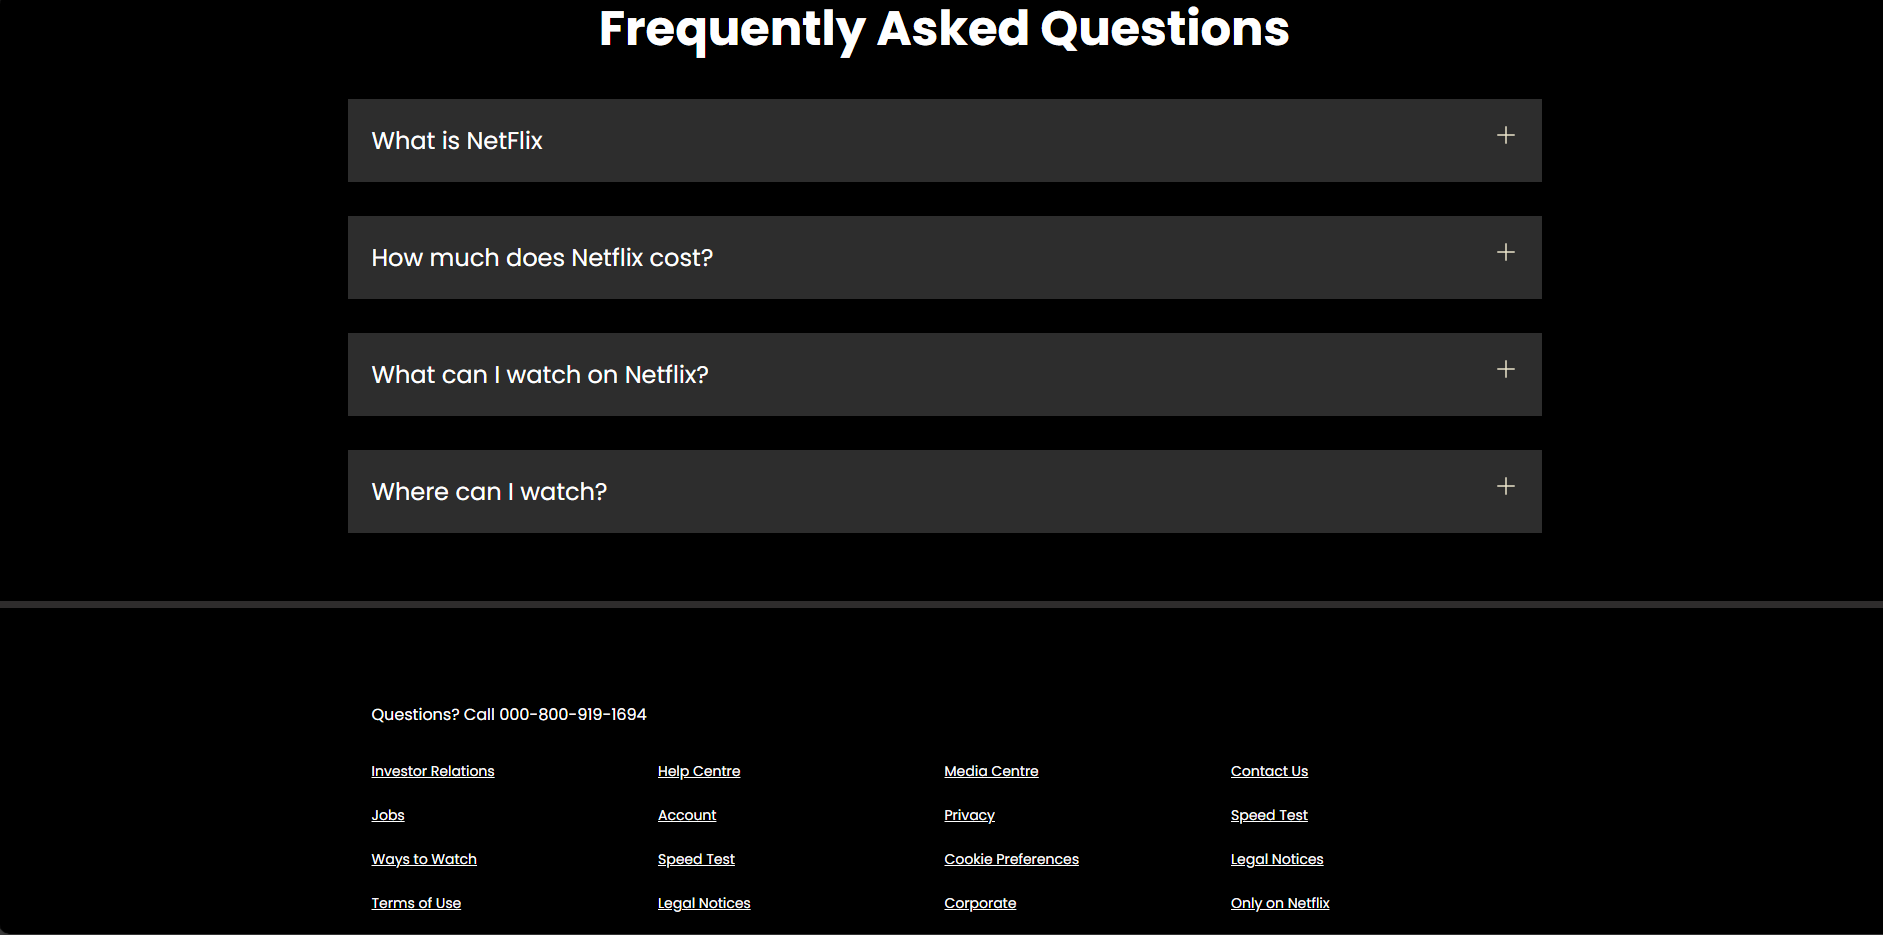 Frequently Asked Questions
What is NetFlix
How much does Netflix cost?
What can I watch on Netflix?
Where can I watch?
Questions? Call 000-800-919-1694
Investor Relations Help Centre Media Centre Contact Us
Jobs Account Privacy Speed Test
Ways to Watch Speed Test Cookie Preferences Legal Notices
Terms of Use Legal Notices Corporate Only on Netflix